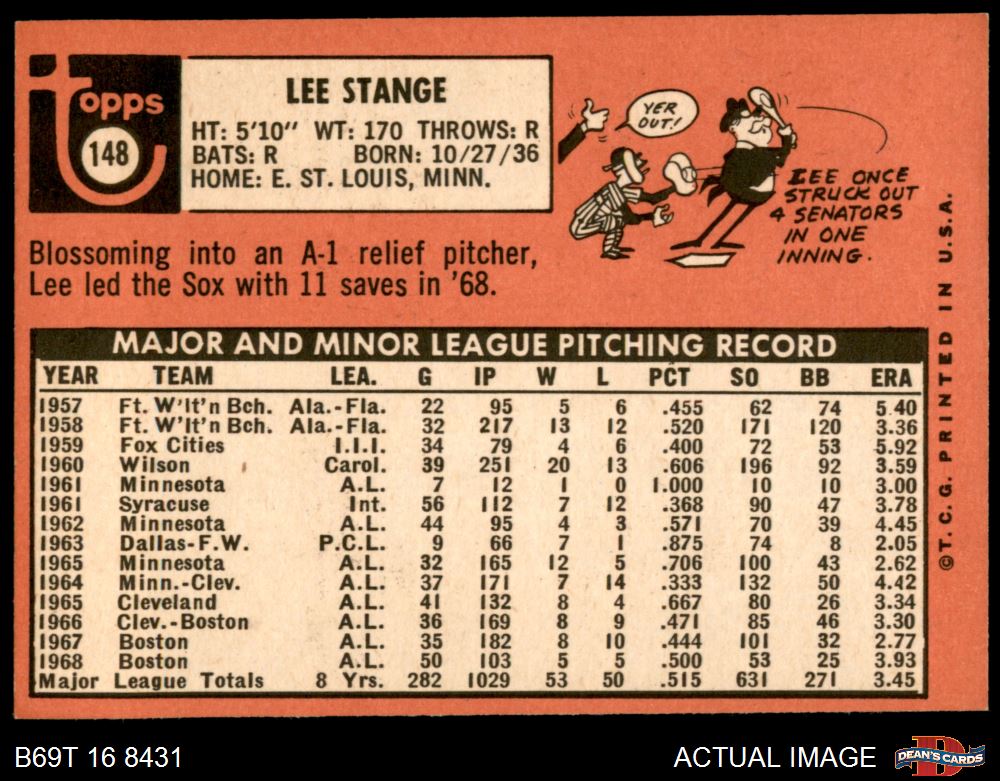 Topps
148
LEE STANGE
HT: 5'10" WT: 170 THROWS: R
BATS: R BORN: 10/27/36
HOME: E. ST. LOUIS, MINN.
YER
OUT!
LEE ONCE
STRUCK OUT
4 SENATORS
IN ONE
INNING.
Blossoming into an A-1 relief pitcher,
Lee led the Sox with 11 saves in '68.
MAJOR AND MINOR LEAGUE PITCHING RECORD
YEAR TEAM LEA. G IP W L PCT SO BB ERA
1957 Ft. W'lt'n Bch. Ala.-Fla. 22 95 5 6 .455 62 74 5.40
1958 Ft. W'lt'n Bch. Ala.-Fla. 32 217 13 12 .520 171 120 3.36
1959 Fox Cities I.I.I. 34 79 4 6 .400 72 53 5.92
1960 Wilson Carol. 39 251 20 13 .606 196 92 3.59
1961 Minnesota A.L. 7 12 1 0 1.000 10 10 3.00
1961 Syracuse Int. 56 112 7 12 .368 90 47 3.78
1962 Minnesota A.L. 44 95 4 3 .571 70 39 4.45
1963 Dallas-F.W. P.C.L. 9 66 7 1 .875 74 8 2.05
1965 Minnesota A.L. 32 165 12 5 .706 100 43 2.62
1964 Minn.-Clev. A.L. 37 171 7 14 .333 132 50 4.42
1965 Cleveland A.L. 41 132 8 4 .667 80 26 3.34
1966 Clev.-Boston A.L. 36 169 8 9 .471 85 46 3.30
1967 Boston A.L. 35 182 8 10 .444 101 32 2.77
1968 Boston A.L. 50 103 5 5 .500 53 25 3.93
Major League Totals 8 Yrs. 282 1029 53 50 .515 631 271 3.45
©T. C. G. PRINTED IN U.S.A.
B69T 16 8431
ACTUAL IMAGE
D
DEAN'S CARDS